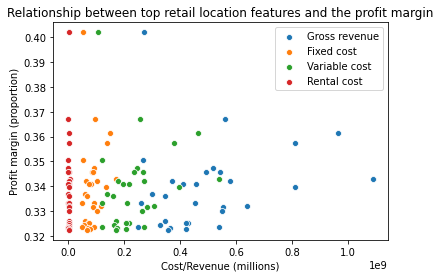 Relationship between top retail location features and the profit margin
Gross revenue
Fixed cost
Variable cost
Rental cost
Profit margin (proportion)
0.40
0.39
0.38
0.37
0.36
0.35
0.34
0.33
0.32
0.0
0.2
0.4
0.6
0.8
1.0
1e9
Cost/Revenue (millions)